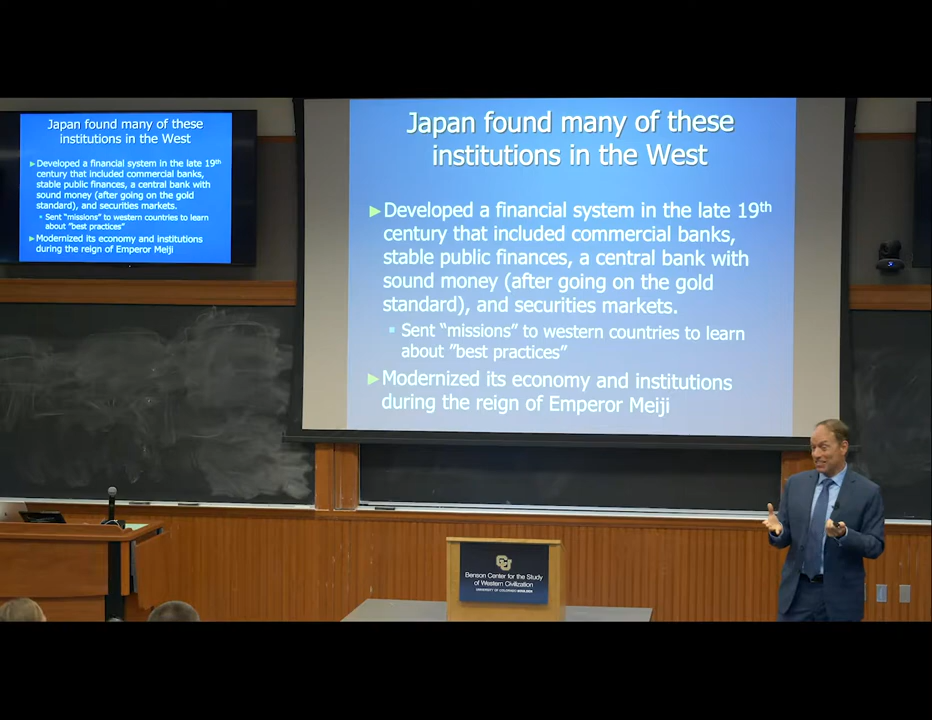 Japan found many of these
institutions in the West
►Developed a financial system in the late 19th
century that included commercial banks,
stable public finances, a central bank with
sound money (after going on the gold
standard), and securities markets.
▪ Sent “missions” to western countries to learn
about ”best practices”
►Modernized its economy and institutions
during the reign of Emperor Meiji
Japan found many of these
institutions in the West
►Developed a financial system in the late 19th
century that included commercial banks,
stable public finances, a central bank with
sound money (after going on the gold
standard), and securities markets.
▪ Sent “missions” to western countries to learn
about ”best practices”
►Modernized its economy and institutions
during the reign of Emperor Meiji
CU
Benson Center for the Study
of Western Civilization
UNIVERSITY OF COLORADO BOULDER